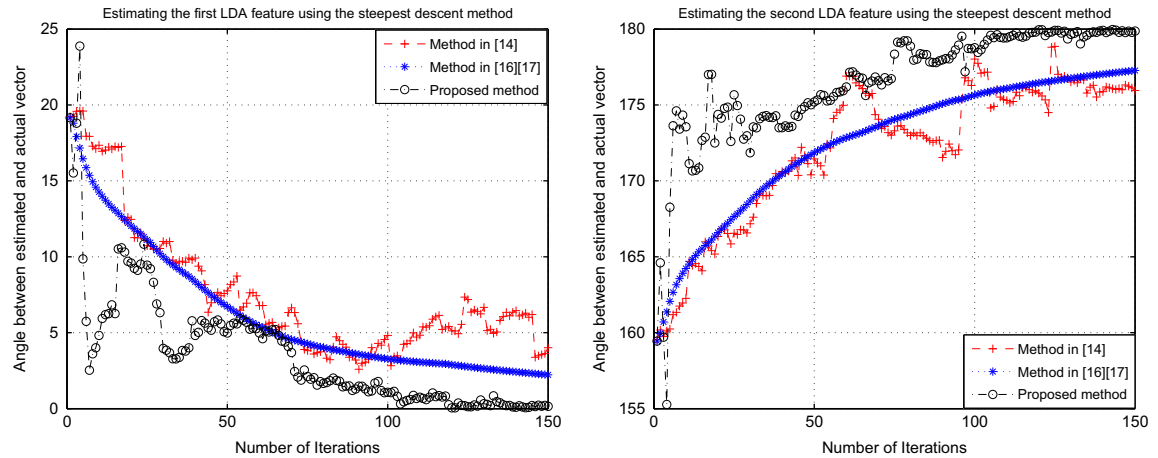 Estimating the first LDA feature using the steepest descent method
Angle between estimated and actual vector
25
20
15
10
5
0
0
50
100
150
Number of Iterations
Method in [14]
Method in [16][17]
Proposed method
Estimating the second LDA feature using the steepest descent method
Angle between estimated and actual vector
180
175
170
165
160
155
0
50
100
150
Number of Iterations
Method in [14]
Method in [16][17]
Proposed method